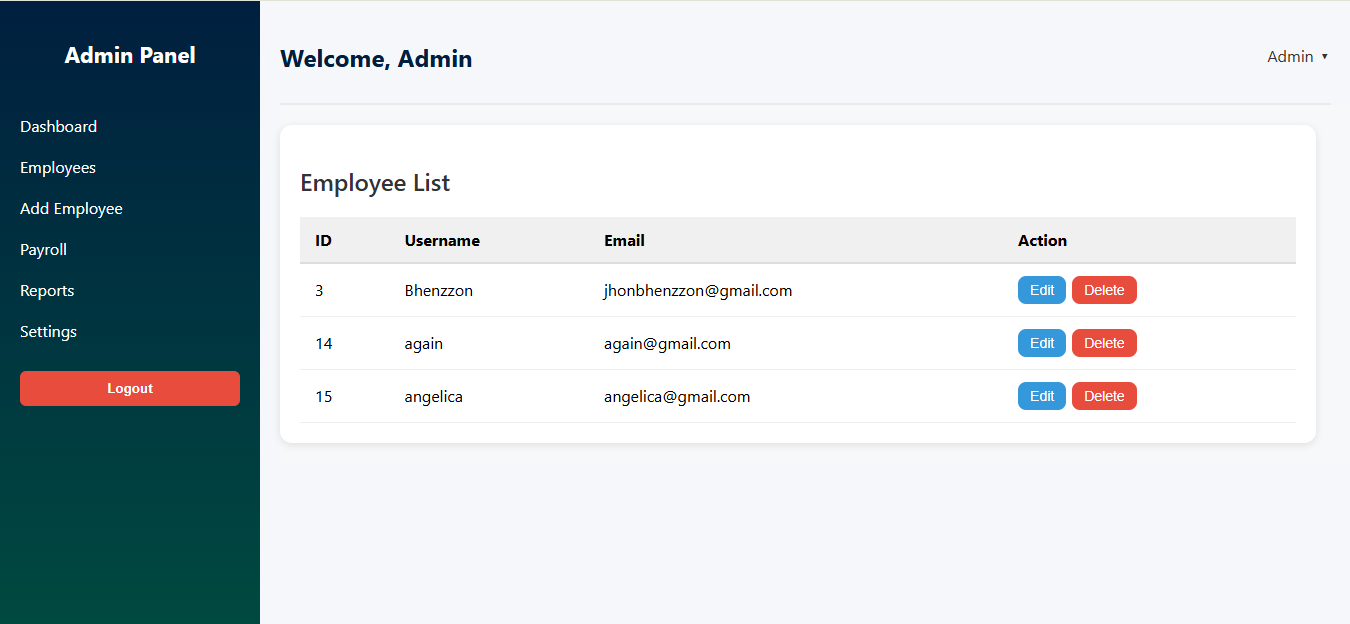 Admin Panel
Dashboard
Employees
Add Employee
Payroll
Reports
Settings
Logout
Welcome, Admin
Admin ▼
Employee List
ID Username Email Action
3 Bhenzzon jhonbhenzzon@gmail.com Edit Delete
14 again again@gmail.com Edit Delete
15 angelica angelica@gmail.com Edit Delete